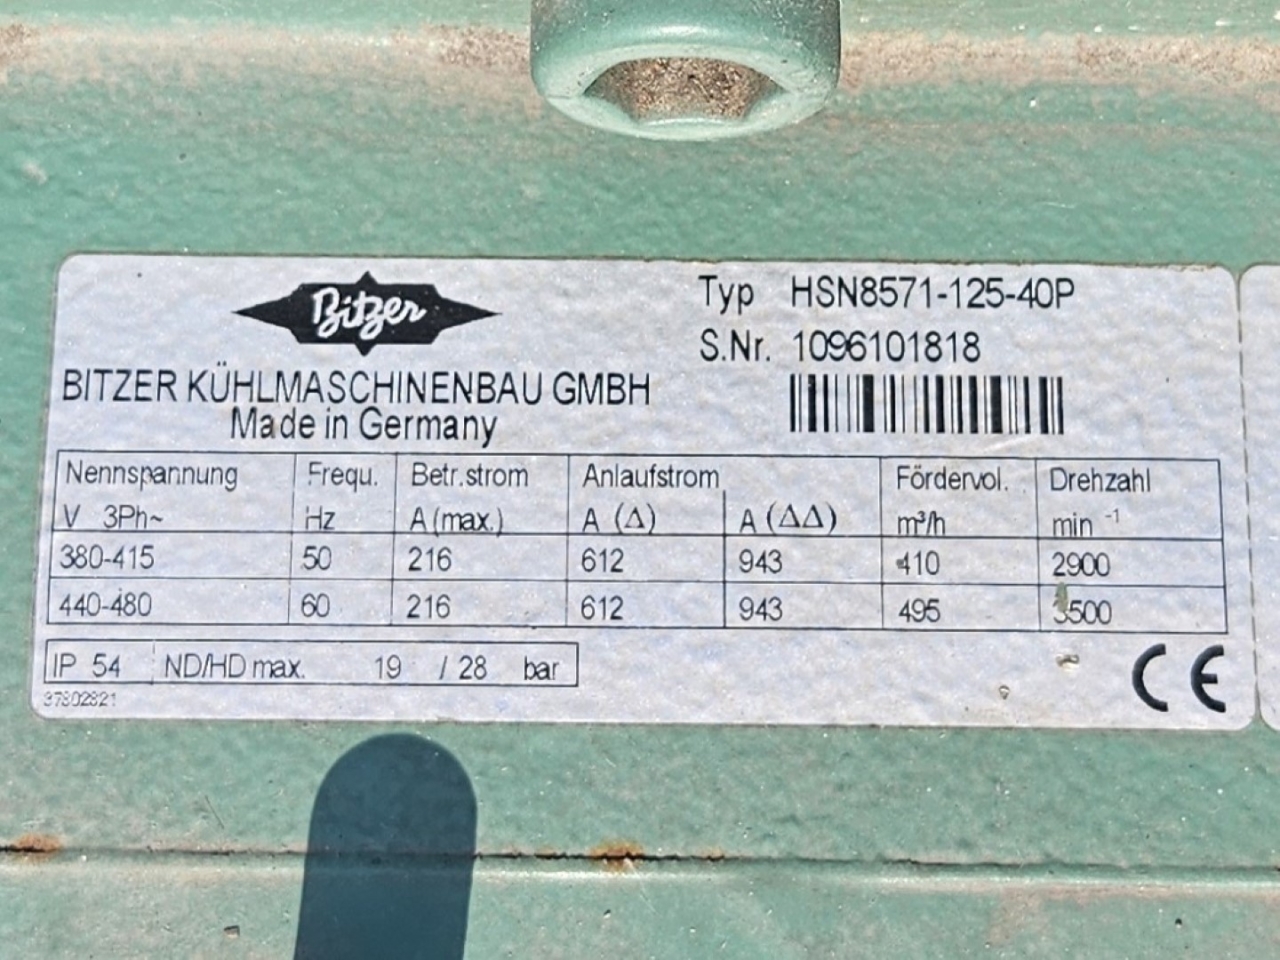 Bitzer
BITZER KÜHLMASCHINENBAU GMBH
Made in Germany
Typ HSN8571-125-40P
S.Nr. 1096101818
Nennspannung Frequ. Betr.strom Anlaufstrom Fördervol. Drehzahl
V 3Ph~ Hz A (max.) A (Δ) A (ΔΔ) m³/h min -1
380-415 50 216 612 943 410 2900
440-480 60 216 612 943 495 3500
IP 54 ND/HD max. 19 / 28 bar
37802821
CE